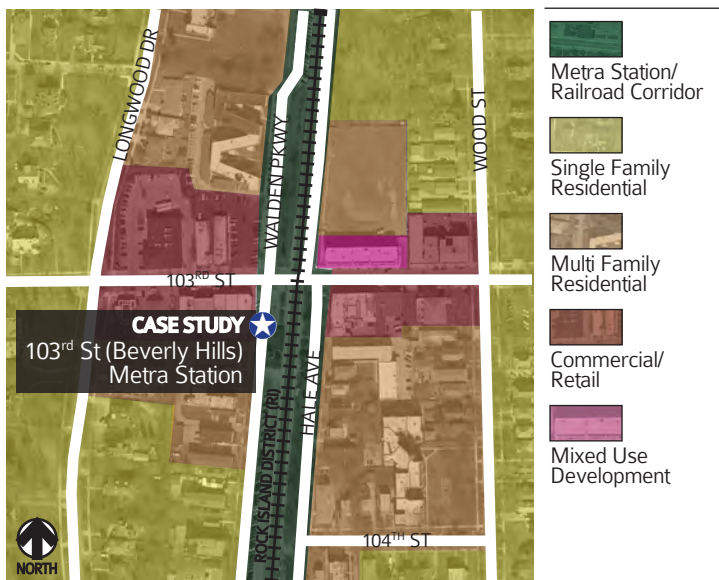 LONGWOOD DR
WALDEN PKWY
WOOD ST
103RD ST
CASE STUDY
103rd St (Beverly Hills)
Metra Station
HALE AVE
ROCK ISLAND DISTRICT (RI)
104TH ST
NORTH
Metra Station/
Railroad Corridor
Single Family
Residential
Multi Family
Residential
Commercial/
Retail
Mixed Use
Development